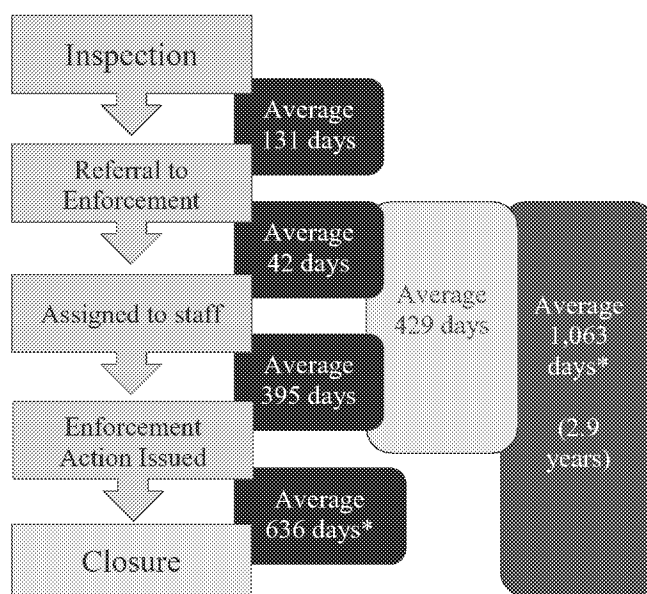 Inspection
Average
131 days
Referral to
Enforcement
Average
42 days
Assigned to staff
Average
395 days
Enforcement
Action Issued
Average
636 days*
Closure
Average
429 days
Average
1,063
days*
(2.9
years)